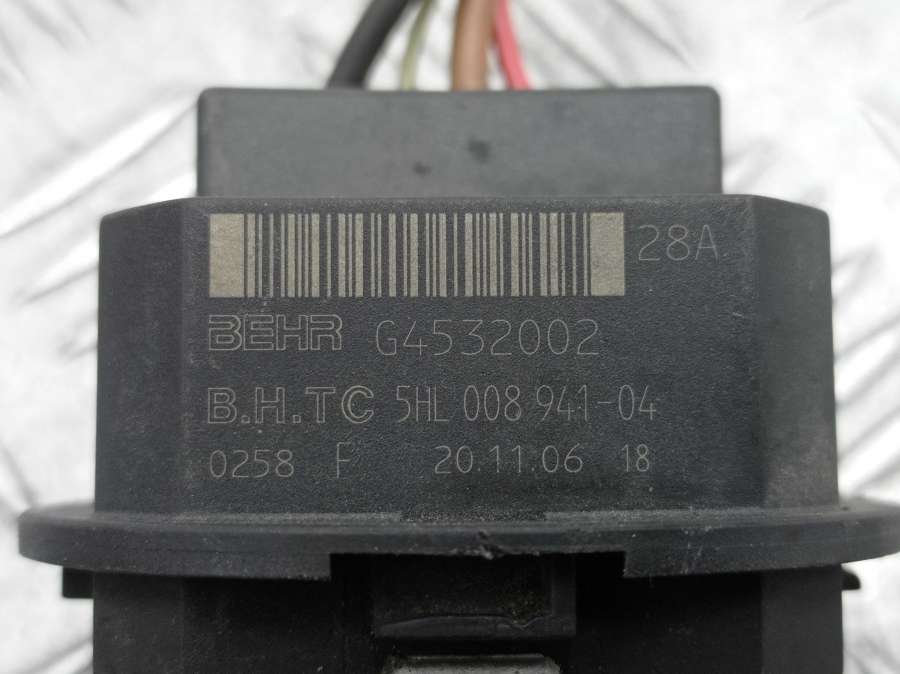 28A
BEHR G4532002
B.H.TC 5HL 008 941-04
0258 F 20.11.06 18